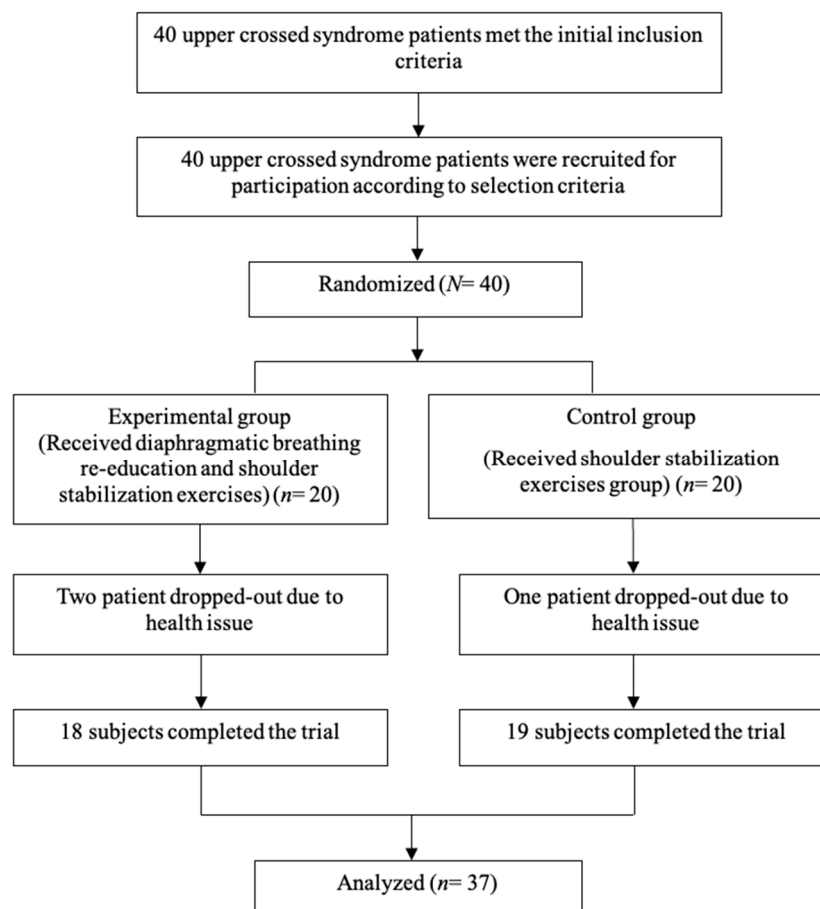 40 upper crossed syndrome patients met the initial inclusion
criteria
40 upper crossed syndrome patients were recruited for
participation according to selection criteria
Randomized (N= 40)
Experimental group
(Received diaphragmatic breathing
re-education and shoulder
stabilization exercises) (n= 20)
Control group
(Received shoulder stabilization
exercises group) (n= 20)
Two patient dropped-out due to
health issue
One patient dropped-out due to
health issue
18 subjects completed the trial
19 subjects completed the trial
Analyzed (n= 37)